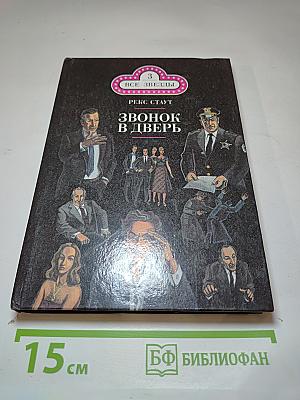 3
ВСЕ ЗВЕЗДЫ
РЕКС СТАУТ
ЗВОНОК
В ДВЕРЬ
15 см
БФ БИБЛИОФАН